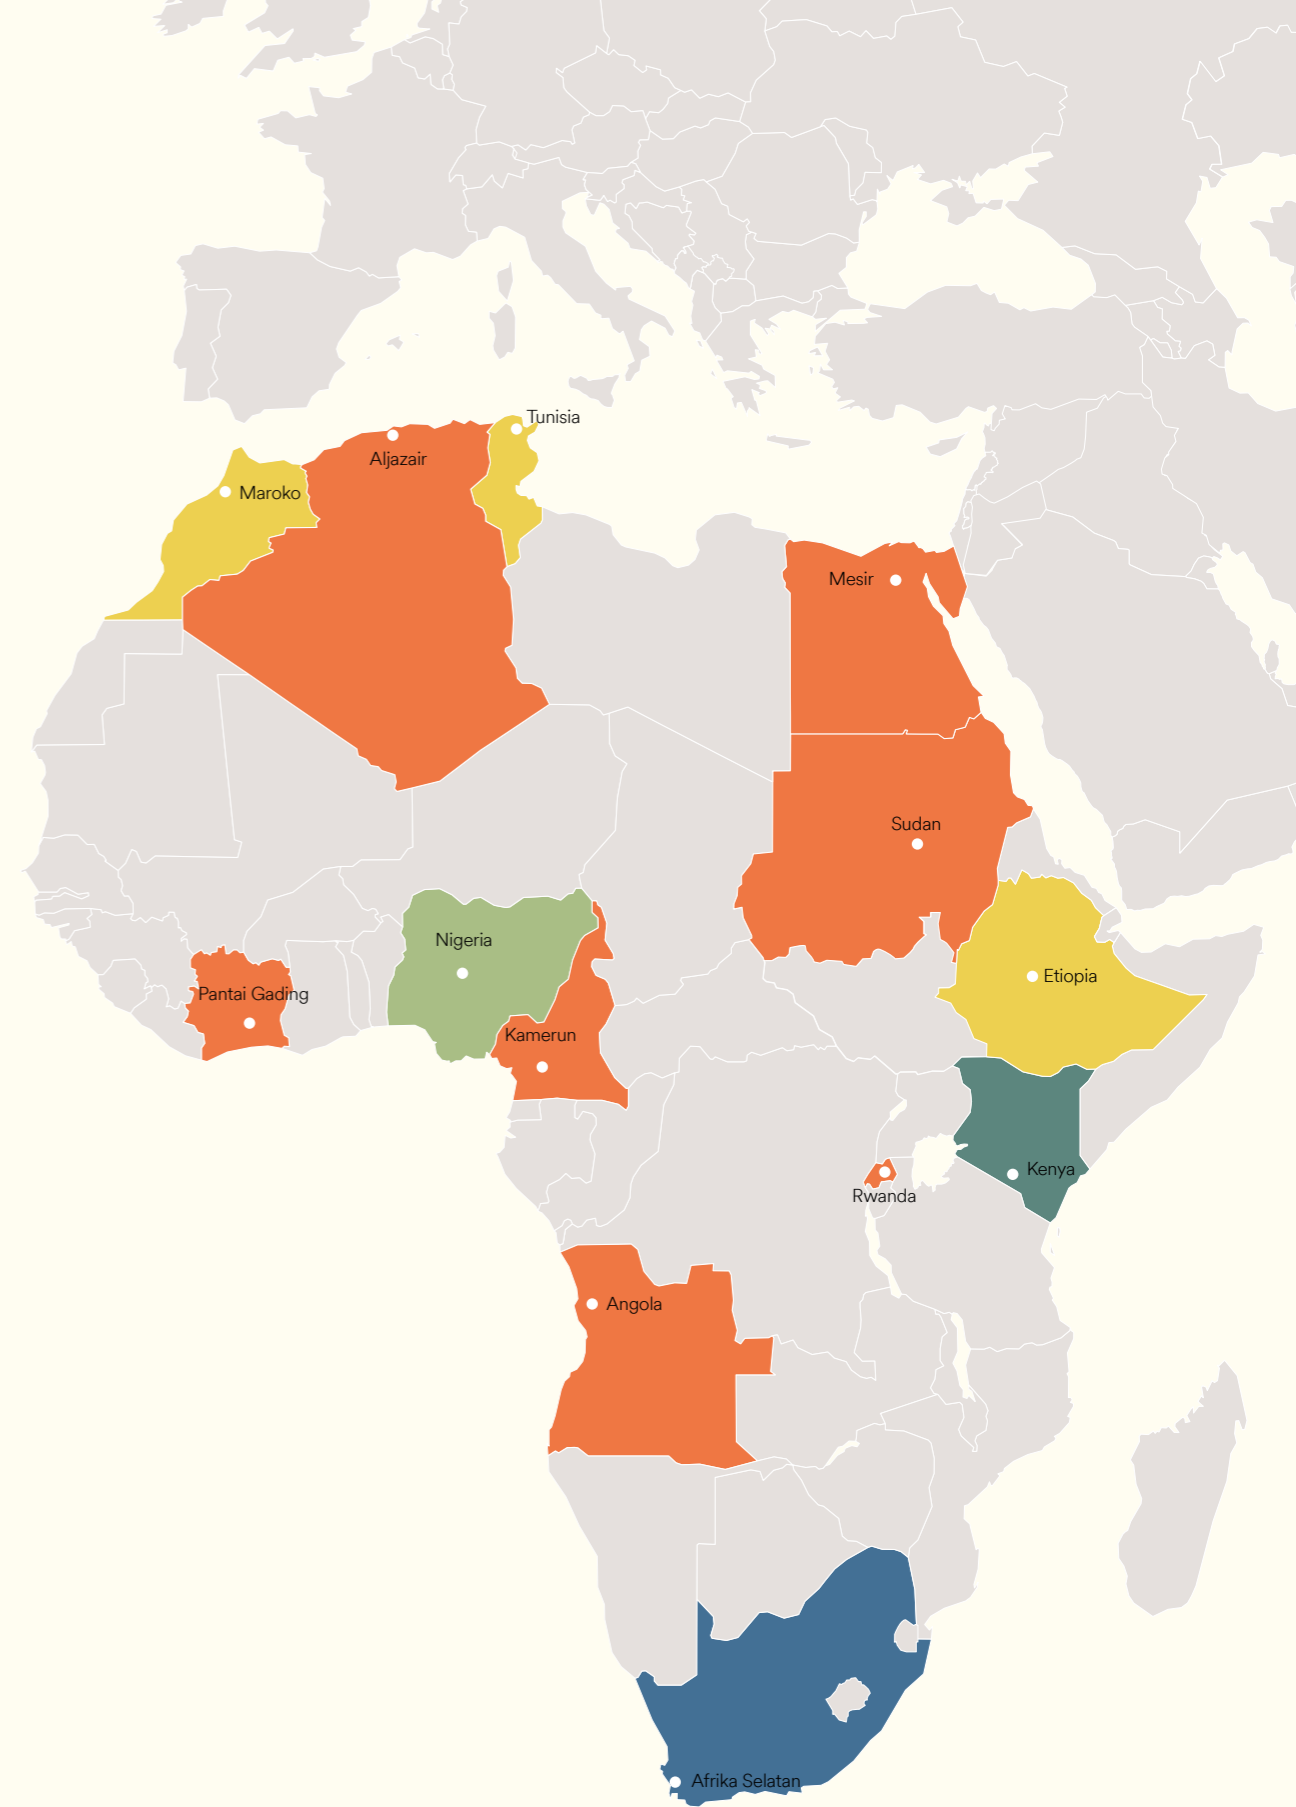 Tunisia
Aljazair
Maroko
Mesir
Sudan
Nigeria
Etiopia
Pantai Gading
Kamerun
Kenya
Rwanda
Angola
Afrika Selatan